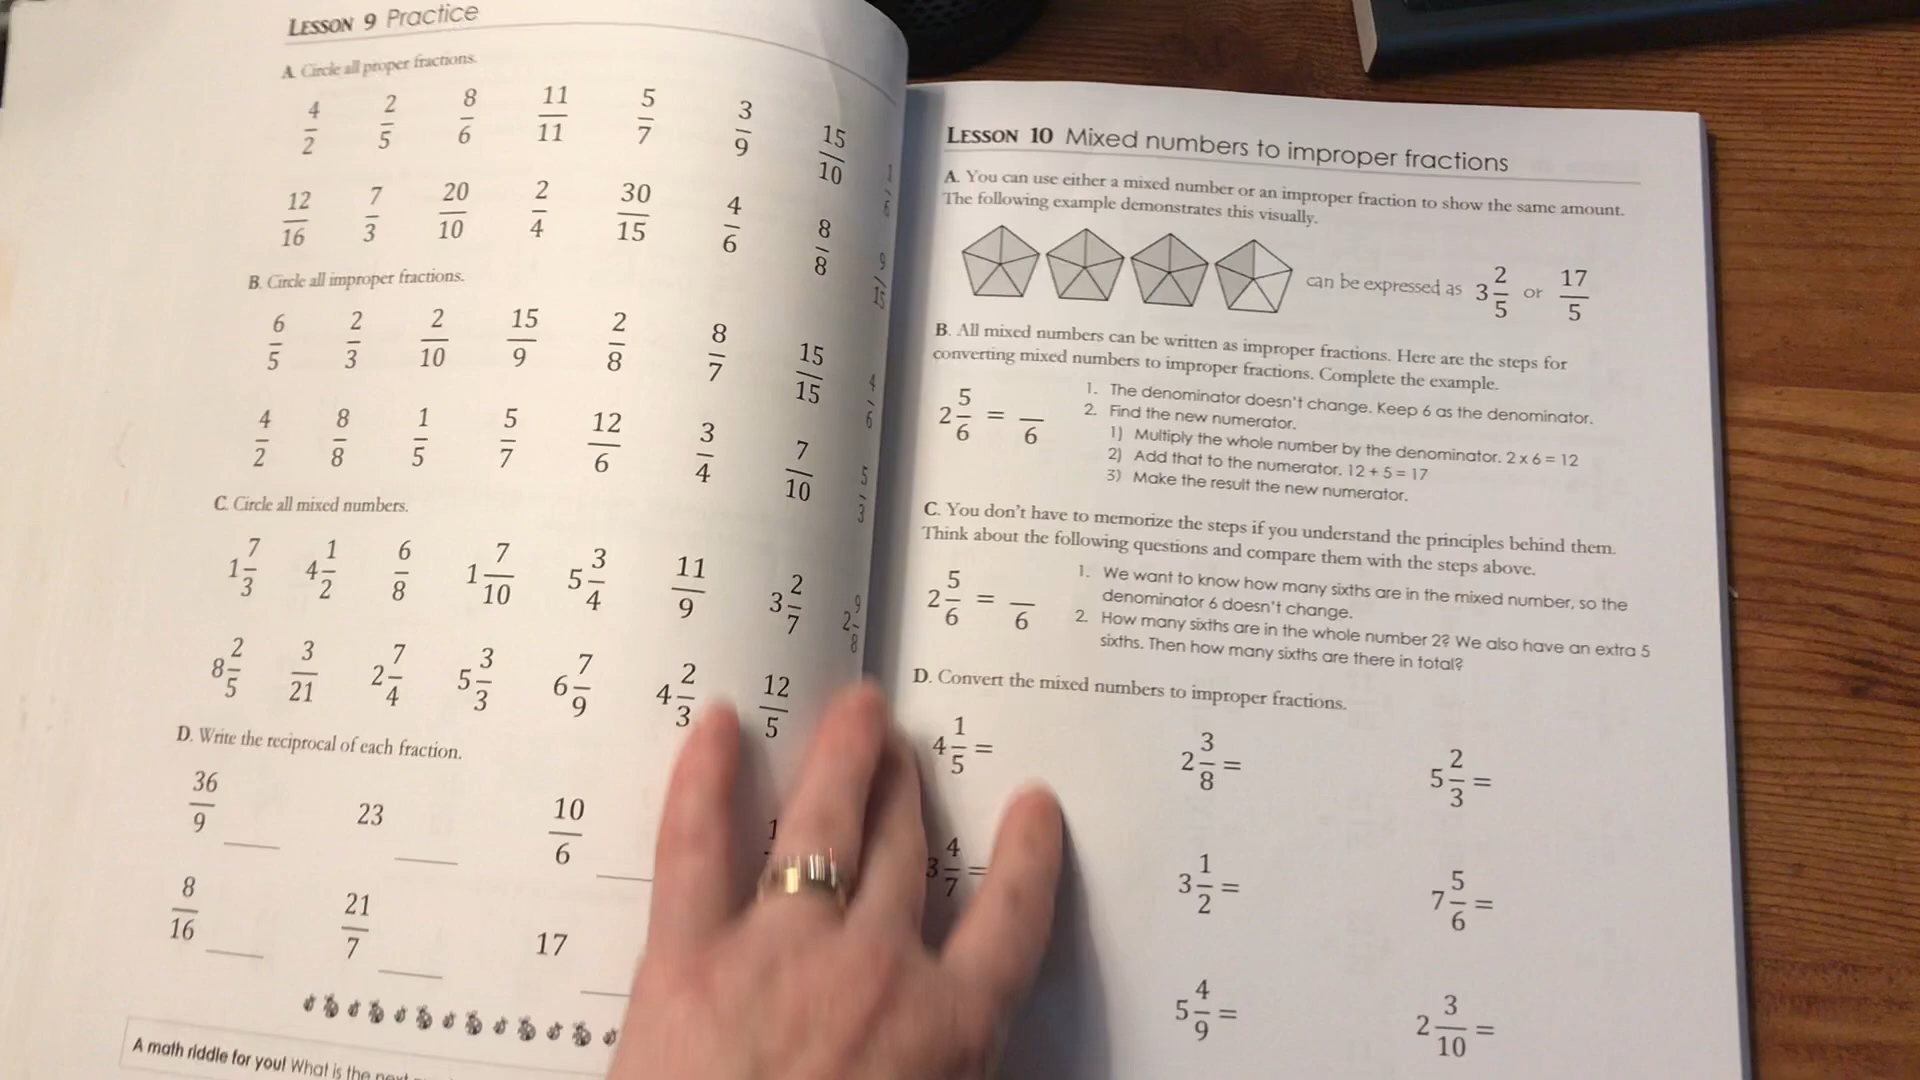 LESSON 9 Practice
A. Circle all proper fractions.
4/2 2/5 8/6 11/11 5/7 3/9 15/10 1/6
12/16 7/3 20/10 2/4 30/15 4/6 8/8 9/15
B. Circle all improper fractions.
6/5 2/3 2/10 15/9 2/8 8/7 15/15 4/6
4/2 8/8 1/5 5/7 12/6 3/4 7/10 5/3
C. Circle all mixed numbers.
1 7/3 4 1/2 6/8 1 7/10 5 3/4 11/9 3 2/7 2 9/8
8 2/5 3/21 2 7/4 5 3/3 6 7/9 4 2/3 12/5
D. Write the reciprocal of each fraction.
36/9 23 10/6
8/16 21/7 17
A math riddle for you! What is the
LESSON 10 Mixed numbers to improper fractions
A. You can use either a mixed number or an improper fraction to show the same amount.
The following example demonstrates this visually.
can be expressed as 3 2/5 or 17/5
B. All mixed numbers can be written as improper fractions. Here are the steps for
converting mixed numbers to improper fractions. Complete the example.
2 5/6 = __/6
1. The denominator doesn't change. Keep 6 as the denominator.
2. Find the new numerator.
1) Multiply the whole number by the denominator. 2 x 6 = 12
2) Add that to the numerator. 12 + 5 = 17
3) Make the result the new numerator.
C. You don't have to memorize the steps if you understand the principles behind them.
Think about the following questions and compare them with the steps above.
2 5/6 = __/6
1. We want to know how many sixths are in the mixed number, so the
denominator 6 doesn't change.
2. How many sixths are in the whole number 2? We also have an extra 5
sixths. Then how many sixths are there in total?
D. Convert the mixed numbers to improper fractions.
4 1/5 = 2 3/8 = 5 2/3 =
3 4/7 = 3 1/2 = 7 5/6 =
5 4/9 = 2 3/10 =